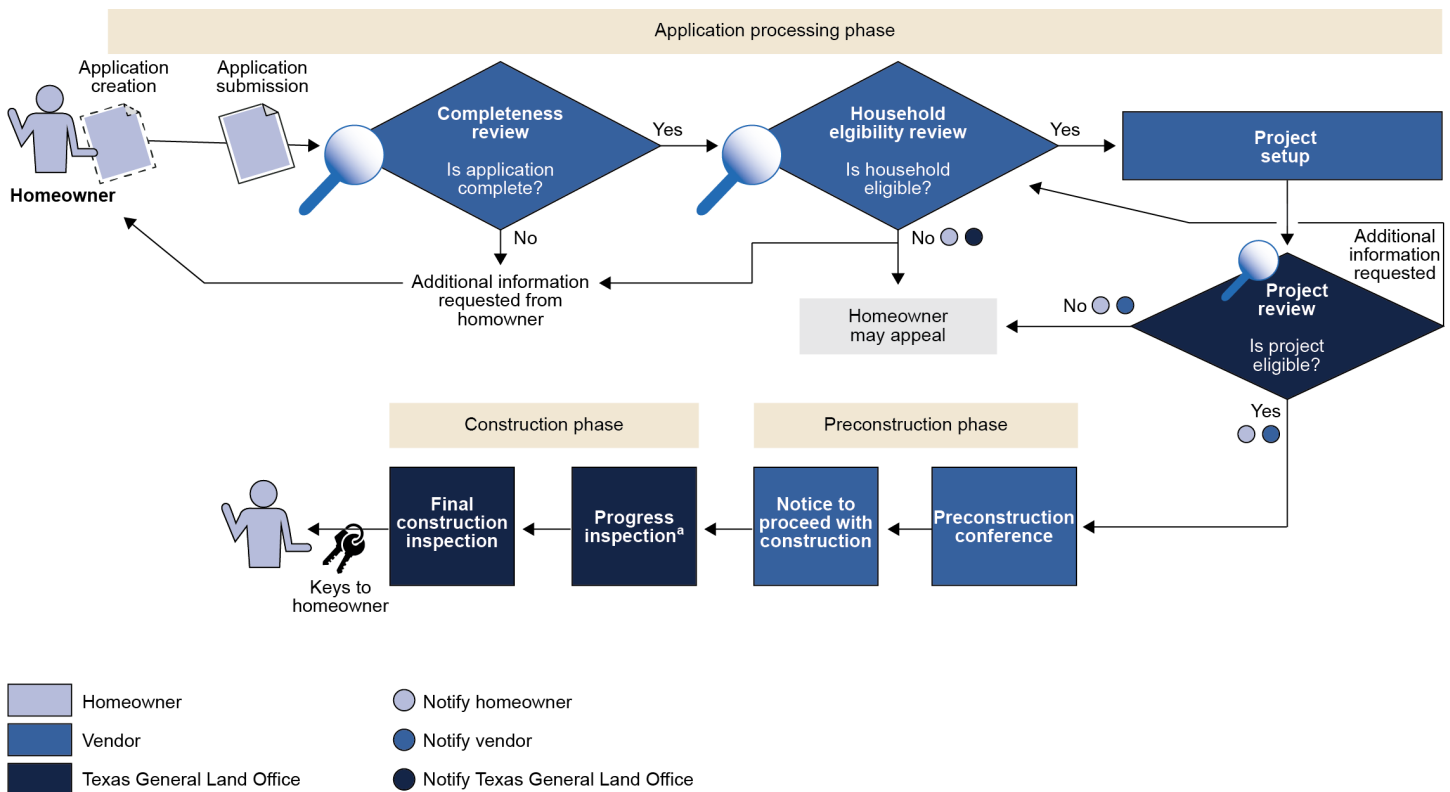 Application processing phase
Application
creation
Application
submission
Homeowner
Completeness
review
Is application
complete?
Yes
No
Household
elgibility review
Is household
eligible?
Yes
No
Project
setup
Additional information
requested from
homowner
Homeowner
may appeal
Additional
information
requested
Project
review
Is project
eligible?
No
Yes
Construction phase
Preconstruction phase
Final
construction
inspection
Progress
inspectionᵃ
Notice to
proceed with
construction
Preconstruction
conference
Keys to
homeowner
Homeowner
Vendor
Texas General Land Office
Notify homeowner
Notify vendor
Notify Texas General Land Office